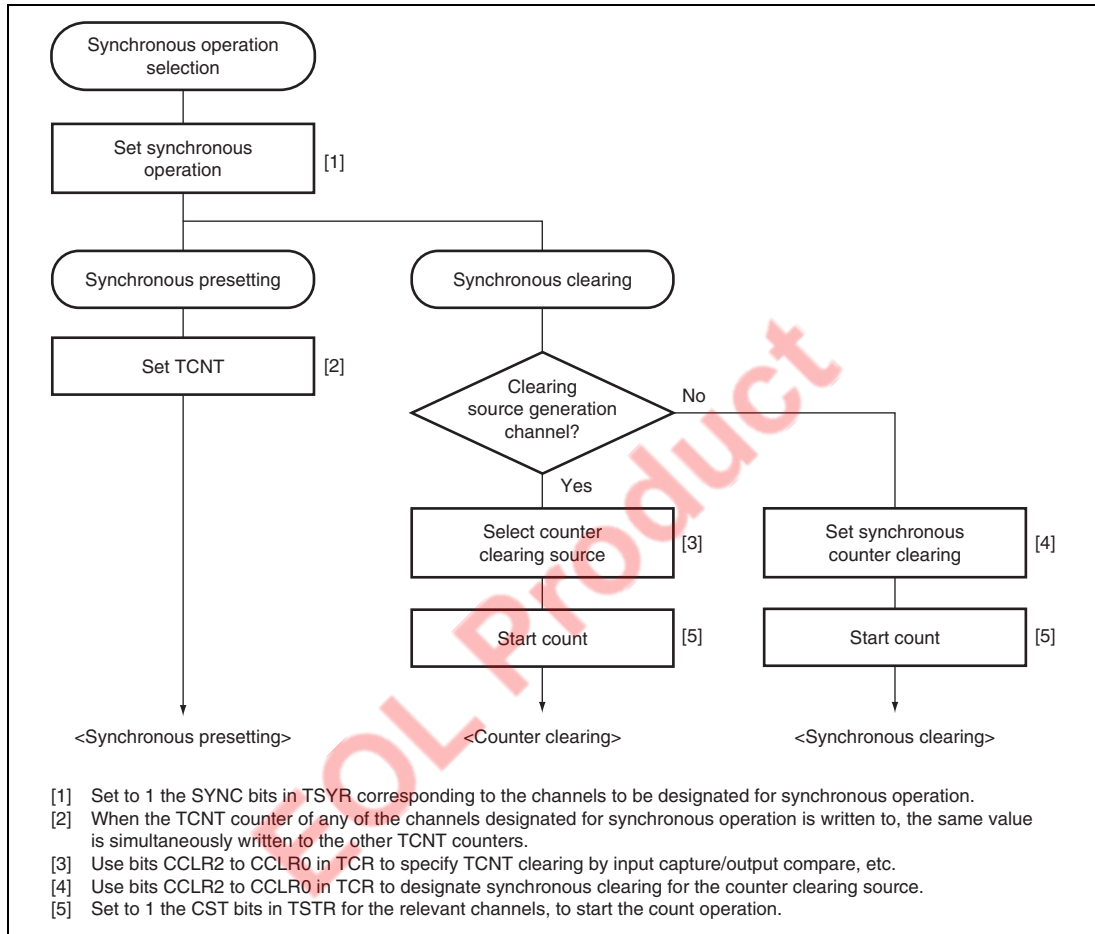 Synchronous operation
selection
Set synchronous
operation
[1]
Synchronous presetting
Synchronous clearing
Set TCNT
[2]
Clearing
source generation
channel?
No
Yes
Select counter
clearing source
[3]
Set synchronous
counter clearing
[4]
Start count
[5]
Start count
[5]
<Synchronous presetting>
<Counter clearing>
<Synchronous clearing>
[1] Set to 1 the SYNC bits in TSYR corresponding to the channels to be designated for synchronous operation.
[2] When the TCNT counter of any of the channels designated for synchronous operation is written to, the same value
is simultaneously written to the other TCNT counters.
[3] Use bits CCLR2 to CCLR0 in TCR to specify TCNT clearing by input capture/output compare, etc.
[4] Use bits CCLR2 to CCLR0 in TCR to designate synchronous clearing for the counter clearing source.
[5] Set to 1 the CST bits in TSTR for the relevant channels, to start the count operation.
EOL Product